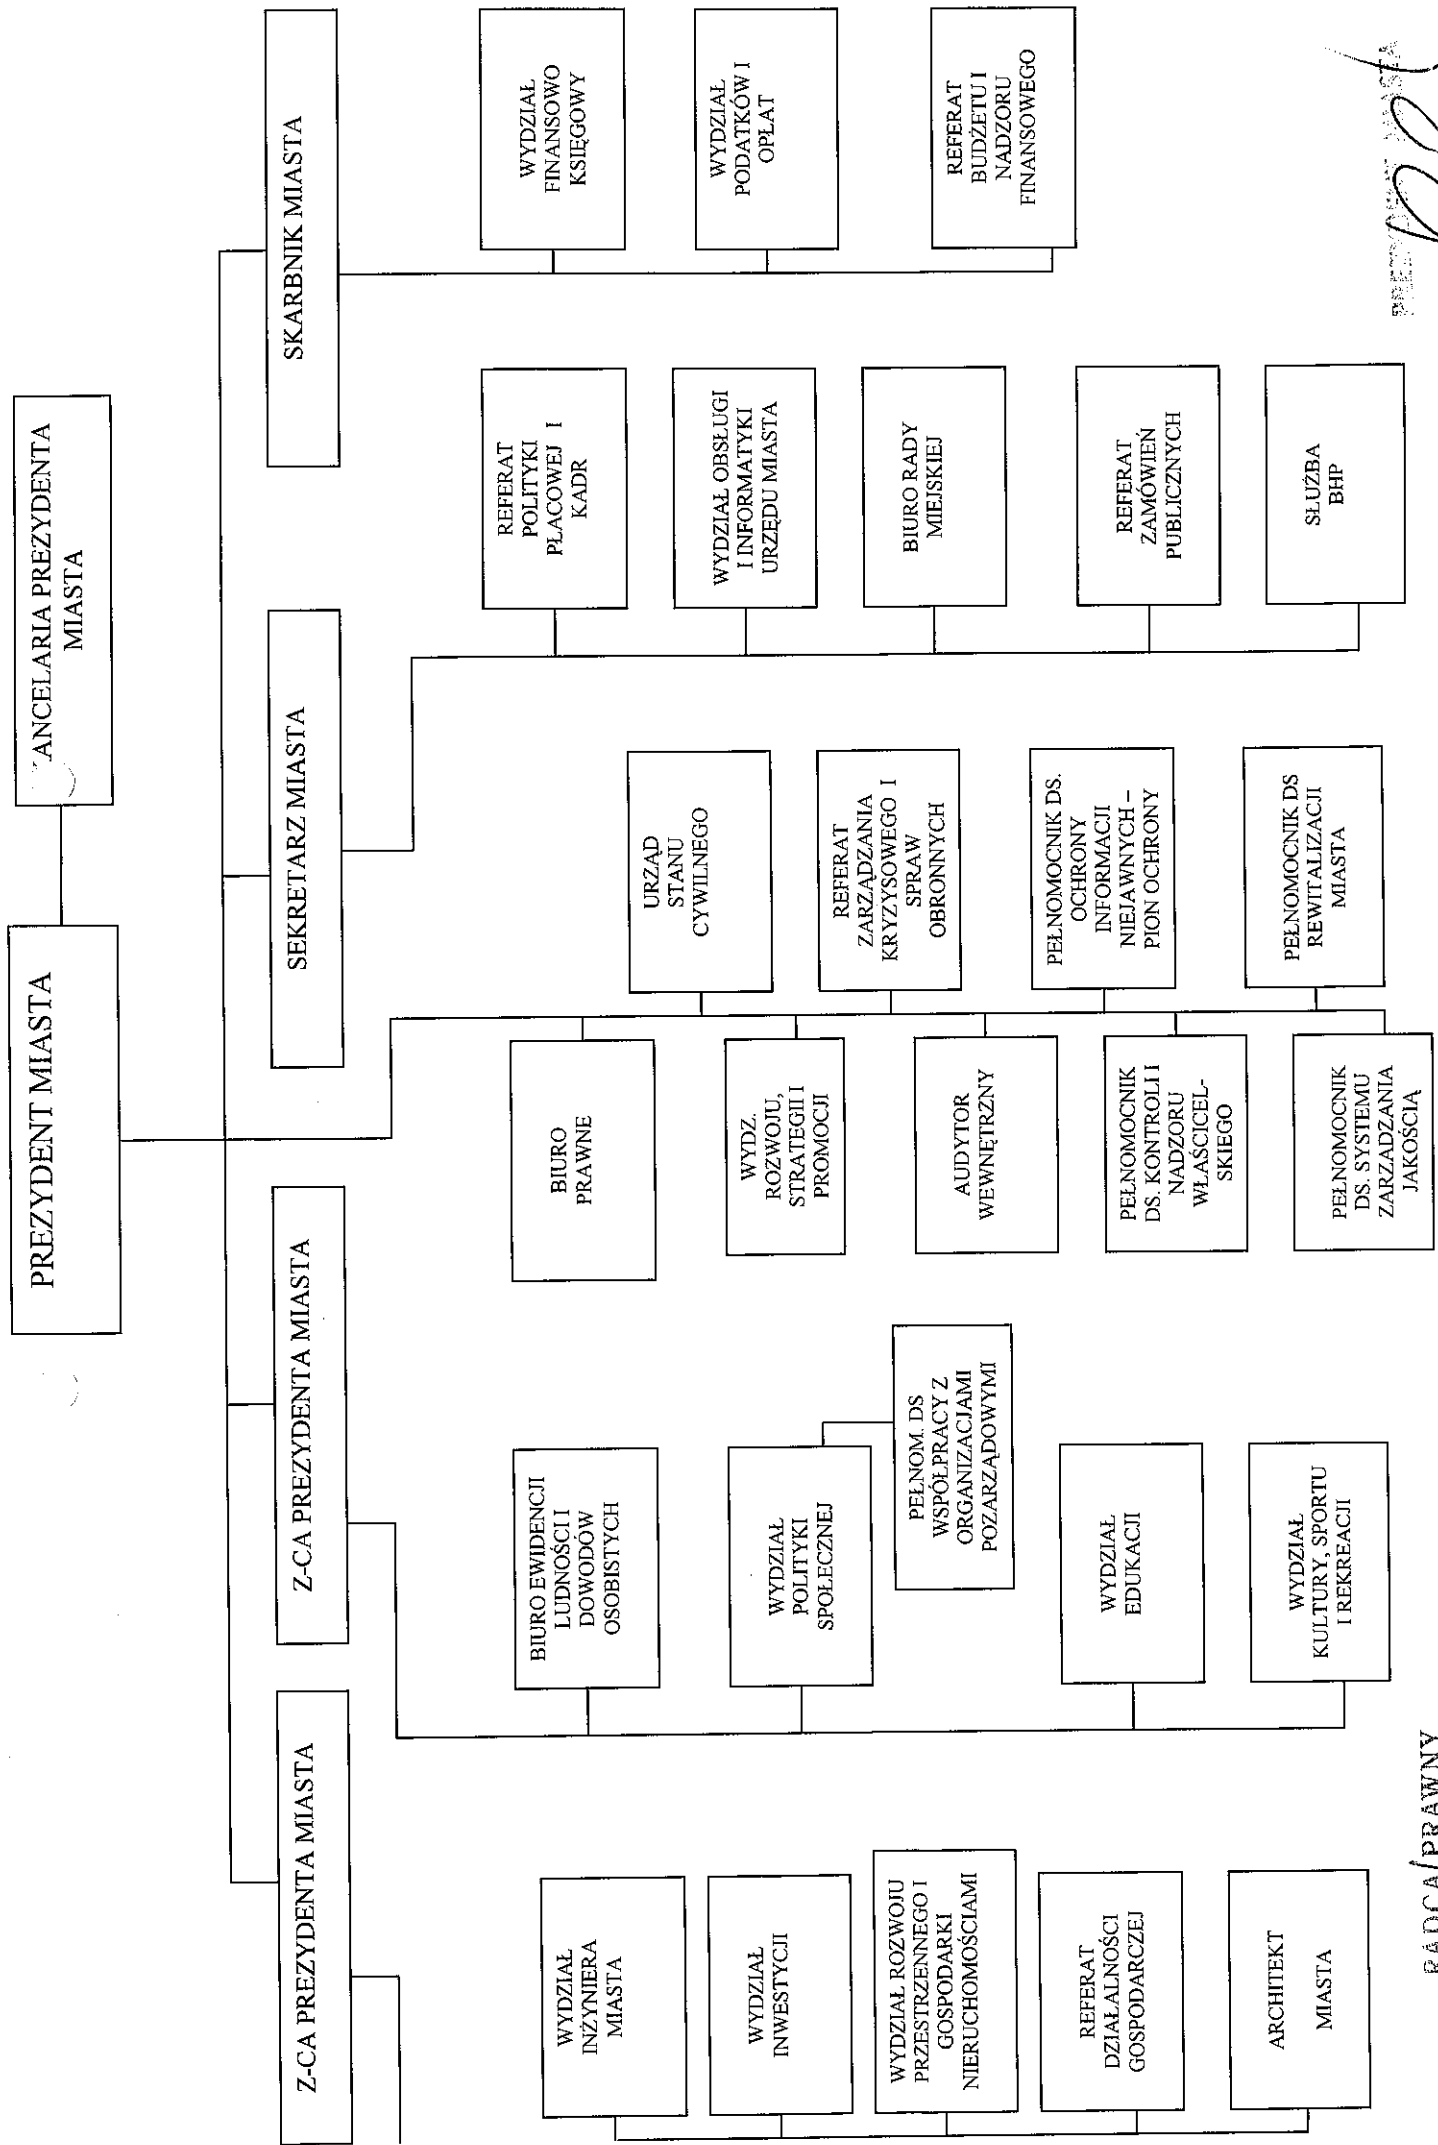 PREZYDENT MIASTA
ANCELARIA PREZYDENTA
MIASTA
Z-CA PREZYDENTA MIASTA
Z-CA PREZYDENTA MIASTA
SEKRETARZ MIASTA
SKARBNIK MIASTA
WYDZIAŁ
INŻYNIERA
MIASTA
WYDZIAŁ
INWESTYCJI
WYDZIAŁ ROZWOJU
PRZESTRZENNEGO I
GOSPODARKI
NIERUCHOMOŚCIAMI
REFERAT
DZIAŁALNOŚCI
GOSPODARCZEJ
ARCHITEKT
MIASTA
BIURO EWIDENCJI
LUDNOŚCI I
DOWODÓW
OSOBISTYCH
WYDZIAŁ
POLITYKI
SPOŁECZNEJ
PEŁNOM. DS
WSPÓŁPRACY Z
ORGANIZACJAMI
POZARZĄDOWYMI
WYDZIAŁ
EDUKACJI
WYDZIAŁ
KULTURY, SPORTU
I REKREACJI
BIURO
PRAWNE
WYDZ.
ROZWOJU,
STRATEGII I
PROMOCJI
AUDYTOR
WEWNĘTRZNY
PEŁNOMOCNIK
DS. KONTROLI I
NADZORU
WŁAŚCICEL-
SKIEGO
PEŁNOMOCNIK
DS. SYSTEMU
ZARZĄDZANIA
JAKOŚCIĄ
URZĄD
STANU
CYWILNEGO
REFERAT
ZARZĄDZANIA
KRYZYSOWEGO I
SPRAW
OBRONNYCH
PEŁNOMOCNIK DS.
OCHRONY
INFORMACJI
NIEJAWNYCH –
PION OCHRONY
PEŁNOMOCNIK DS
REWITALIZACJI
MIASTA
REFERAT
POLITYKI
PŁACOWEJ I
KADR
WYDZIAŁ OBSŁUGI
I INFORMATYKI
URZĘDU MIASTA
BIURO RADY
MIEJSKIEJ
REFERAT
ZAMÓWIEŃ
PUBLICZNYCH
SŁUŻBA
BHP
WYDZIAŁ
FINANSOWO
KSIĘGOWY
WYDZIAŁ
PODATKÓW I
OPŁAT
REFERAT
BUDŻETU I
NADZORU
FINANSOWEGO
RADCA PRAWNY
PREZYDENT MIASTA